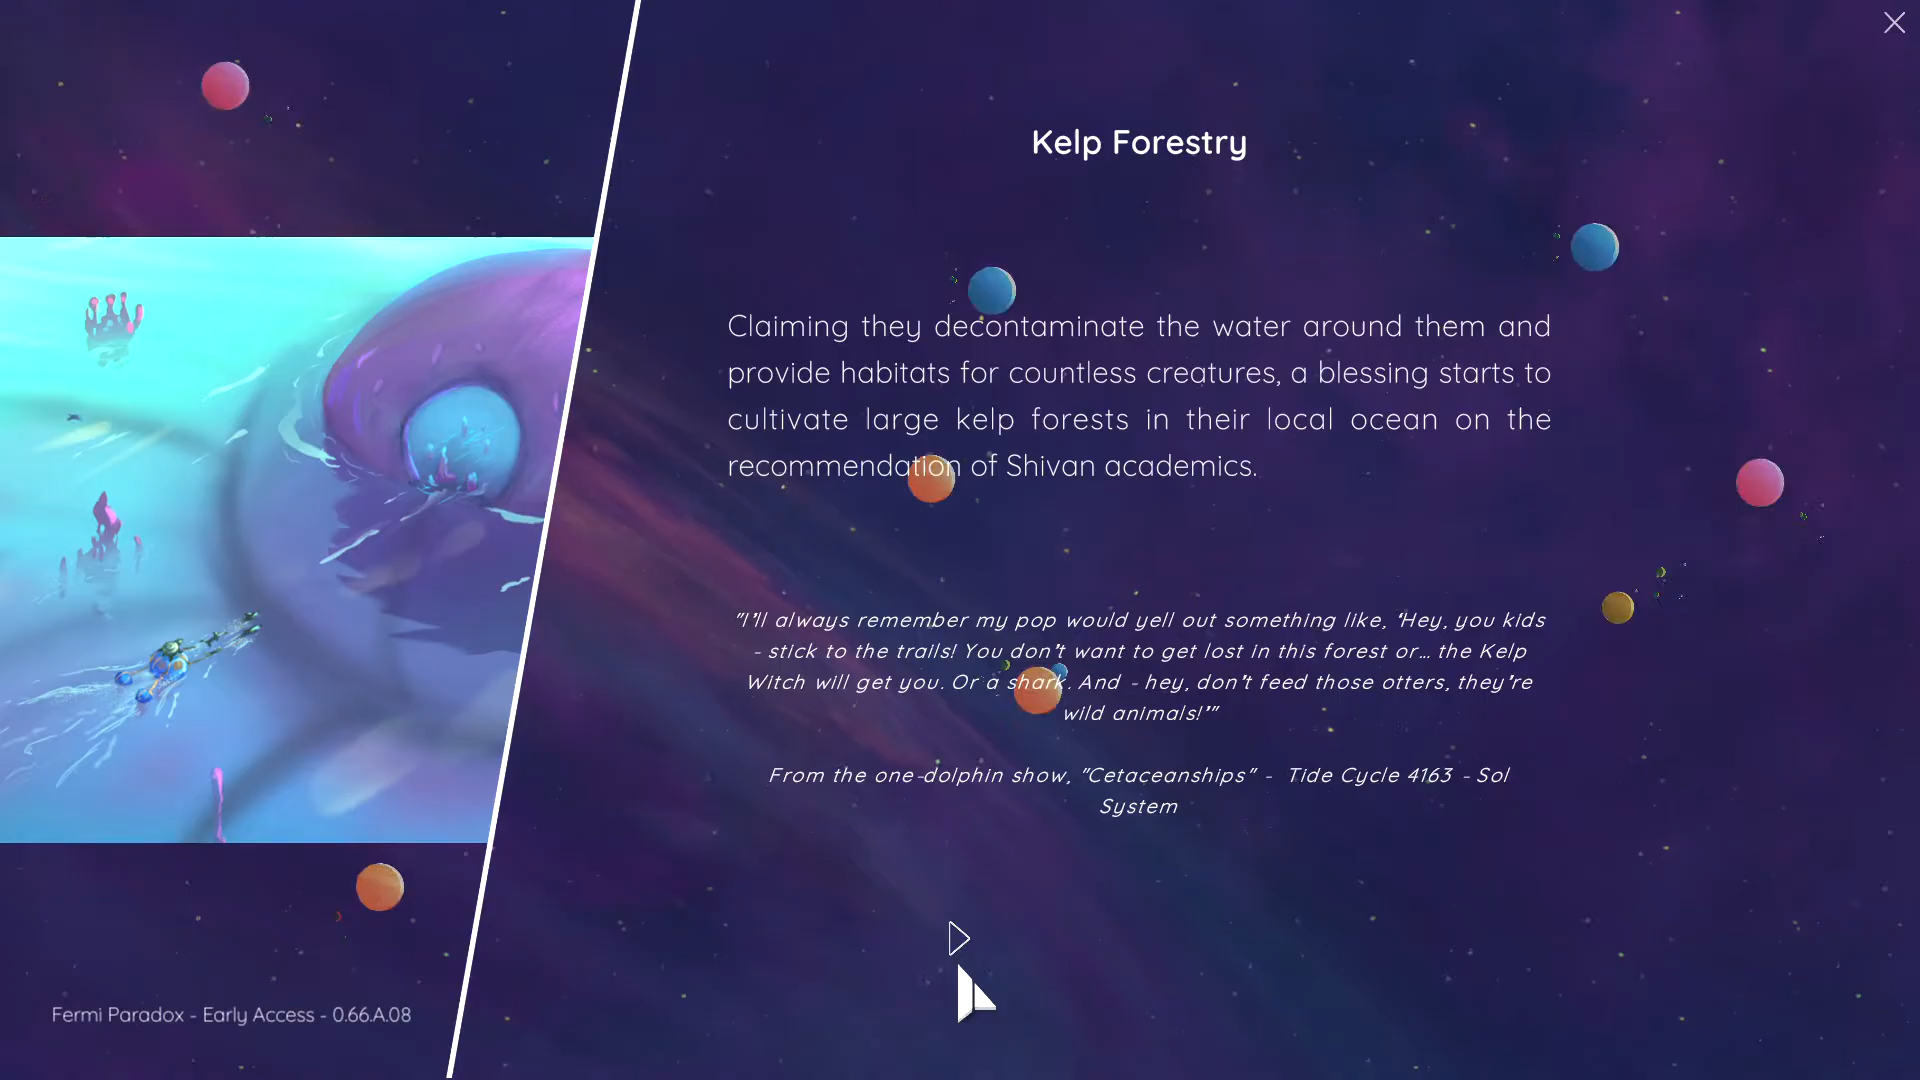 Kelp Forestry
Claiming they decontaminate the water around them and
provide habitats for countless creatures, a blessing starts to
cultivate large kelp forests in their local ocean on the
recommendation of Shivan academics.
"I'll always remember my pop would yell out something like, 'Hey, you kids
- stick to the trails! You don't want to get lost in this forest or... the Kelp
Witch will get you. Or a shark. And - hey, don't feed those otters, they're
wild animals!'"
From the one-dolphin show, "Cetaceanships" - Tide Cycle 4163 - Sol
System
Fermi Paradox - Early Access - 0.66.A.08